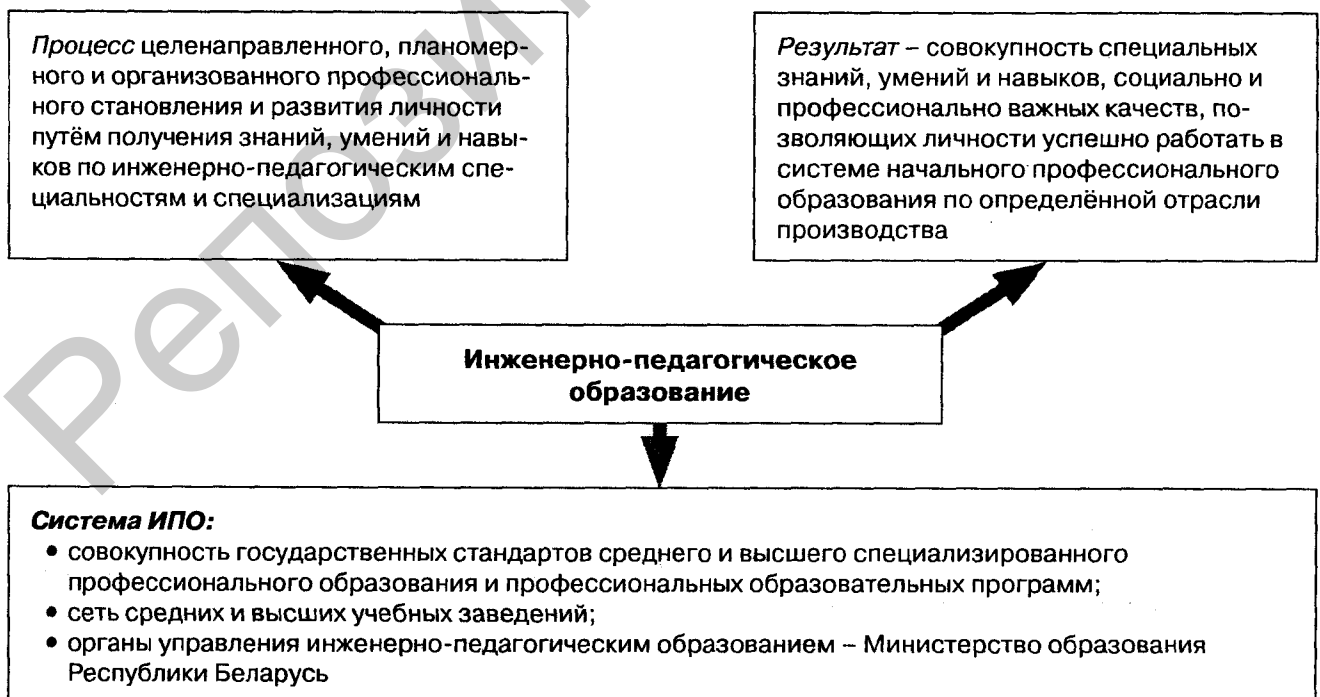 Процесс целенаправленного, планомер-
ного и организованного профессиональ-
ного становления и развития личности
путём получения знаний, умений и навы-
ков по инженерно-педагогическим спе-
циальностям и специализациям
Результат – совокупность специальных
знаний, умений и навыков, социально и
профессионально важных качеств, по-
зволяющих личности успешно работать в
системе начального профессионального
образования по определённой отрасли
производства
Инженерно-педагогическое
образование
Система ИПО:
• совокупность государственных стандартов среднего и высшего специализированного
профессионального образования и профессиональных образовательных программ;
• сеть средних и высших учебных заведений;
• органы управления инженерно-педагогическим образованием – Министерство образования
Республики Беларусь